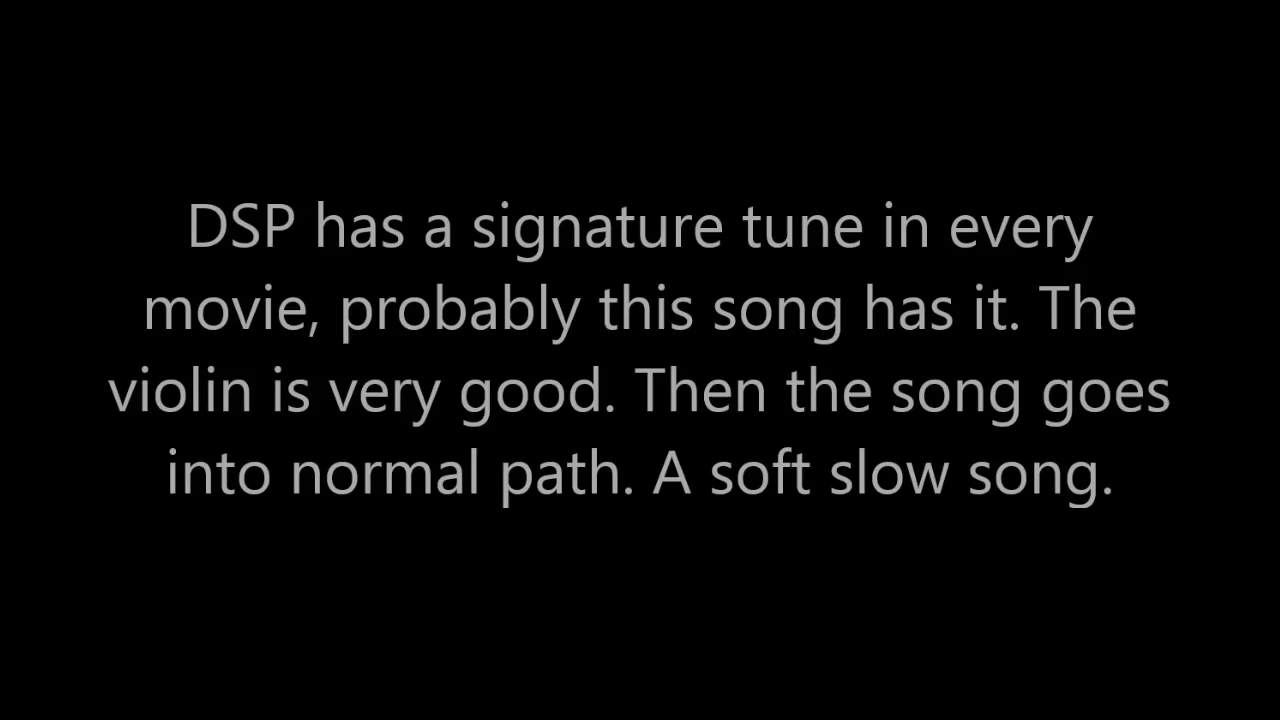 DSP has a signature tune in every
movie, probably this song has it. The
violin is very good. Then the song goes
into normal path. A soft slow song.